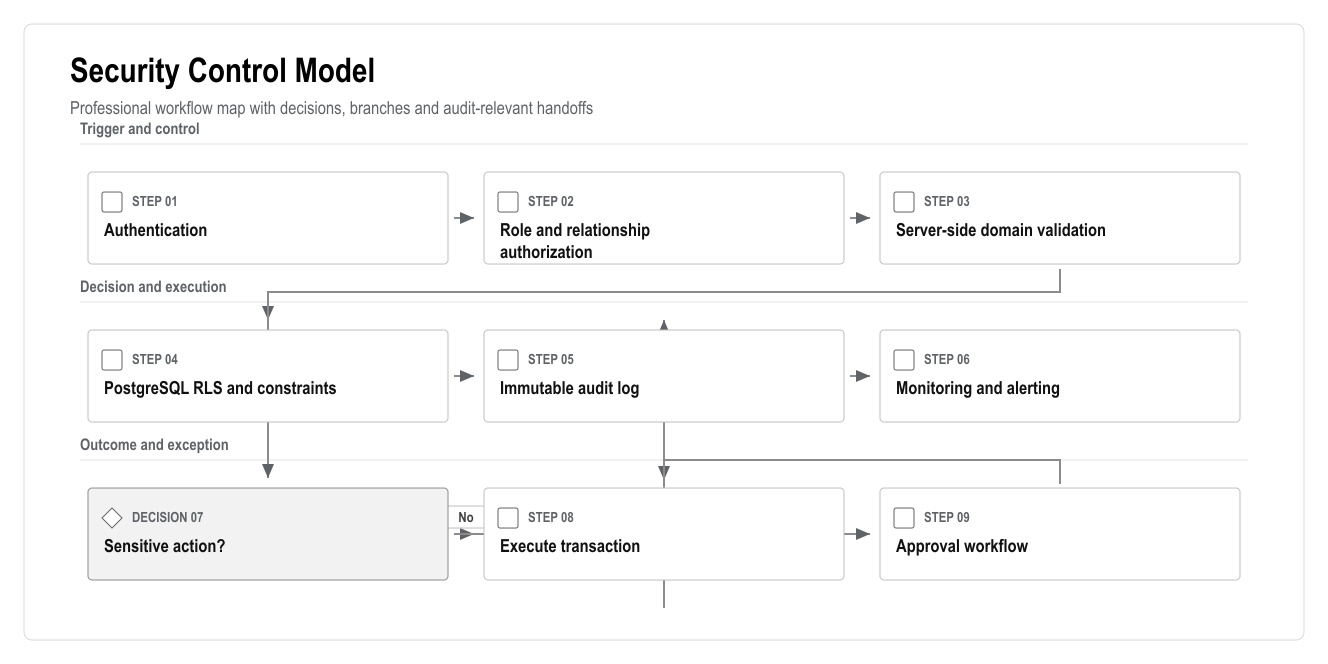 Security Control Model
Professional workflow map with decisions, branches and audit-relevant handoffs
Trigger and control
STEP 01
Authentication
STEP 02
Role and relationship
authorization
STEP 03
Server-side domain validation
Decision and execution
STEP 04
PostgreSQL RLS and constraints
STEP 05
Immutable audit log
STEP 06
Monitoring and alerting
Outcome and exception
DECISION 07
Sensitive action?
No
STEP 08
Execute transaction
STEP 09
Approval workflow